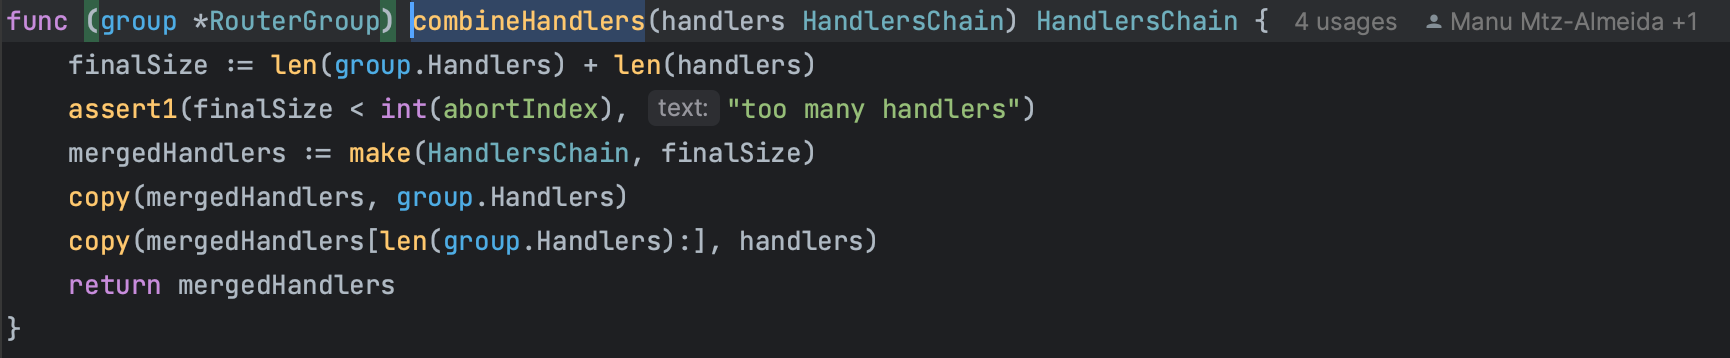 func (group *RouterGroup) combineHandlers(handlers HandlersChain) HandlersChain { 4 usages Manu Mtz-Almeida +1
    finalSize := len(group.Handlers) + len(handlers)
    assert1(finalSize < int(abortIndex), text: "too many handlers")
    mergedHandlers := make(HandlersChain, finalSize)
    copy(mergedHandlers, group.Handlers)
    copy(mergedHandlers[len(group.Handlers):], handlers)
    return mergedHandlers
}